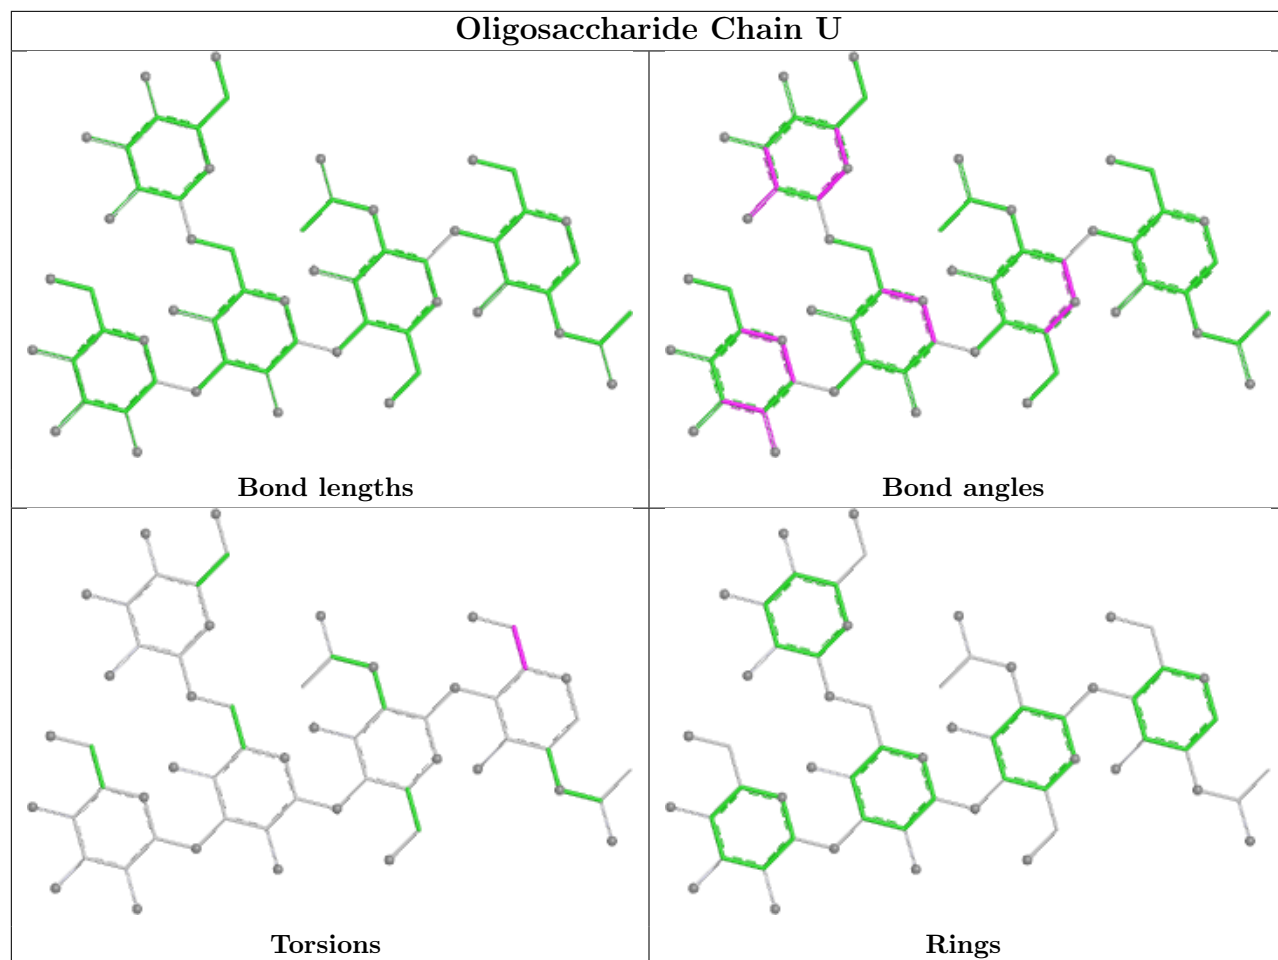 Oligosaccharide Chain U
Bond lengths
Bond angles
Torsions
Rings